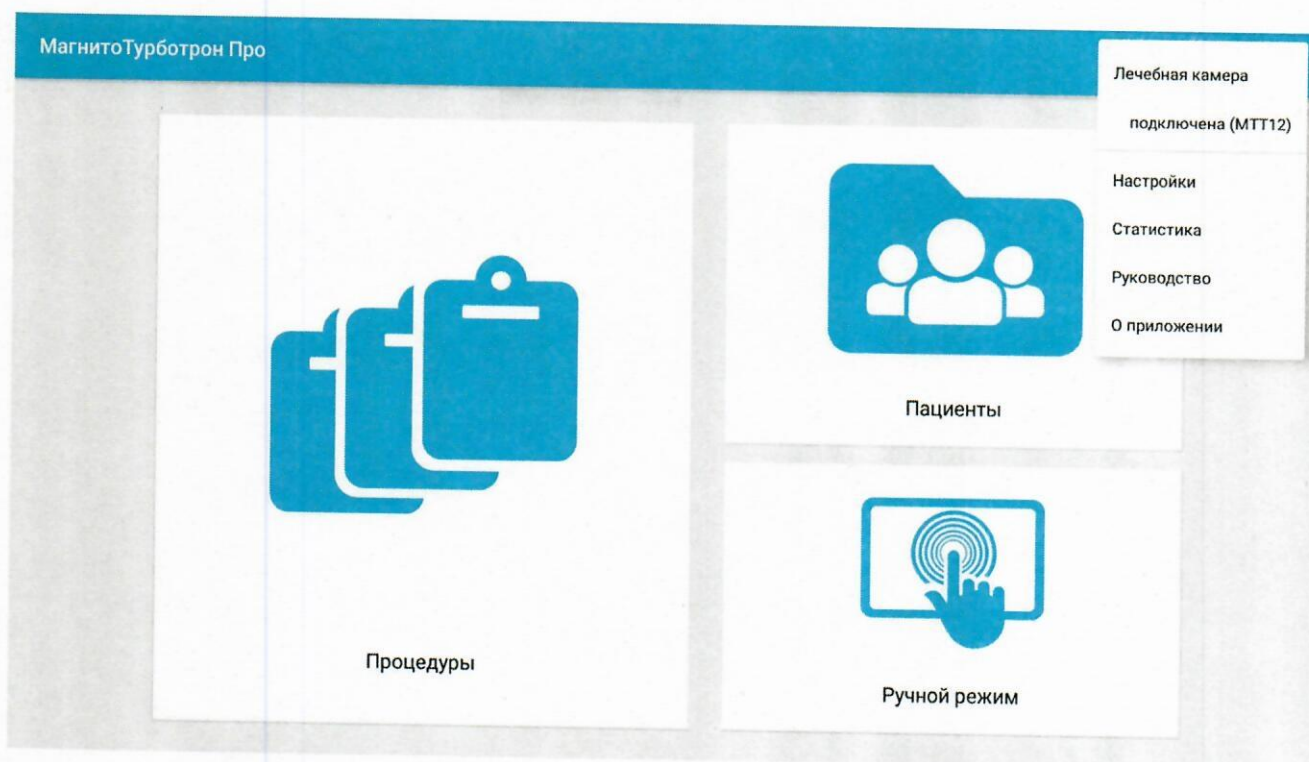 МагнитоТурботрон Про
Лечебная камера
подключена (МТТ12)
Настройки
Статистика
Руководство
О приложении
Пациенты
Процедуры
Ручной режим